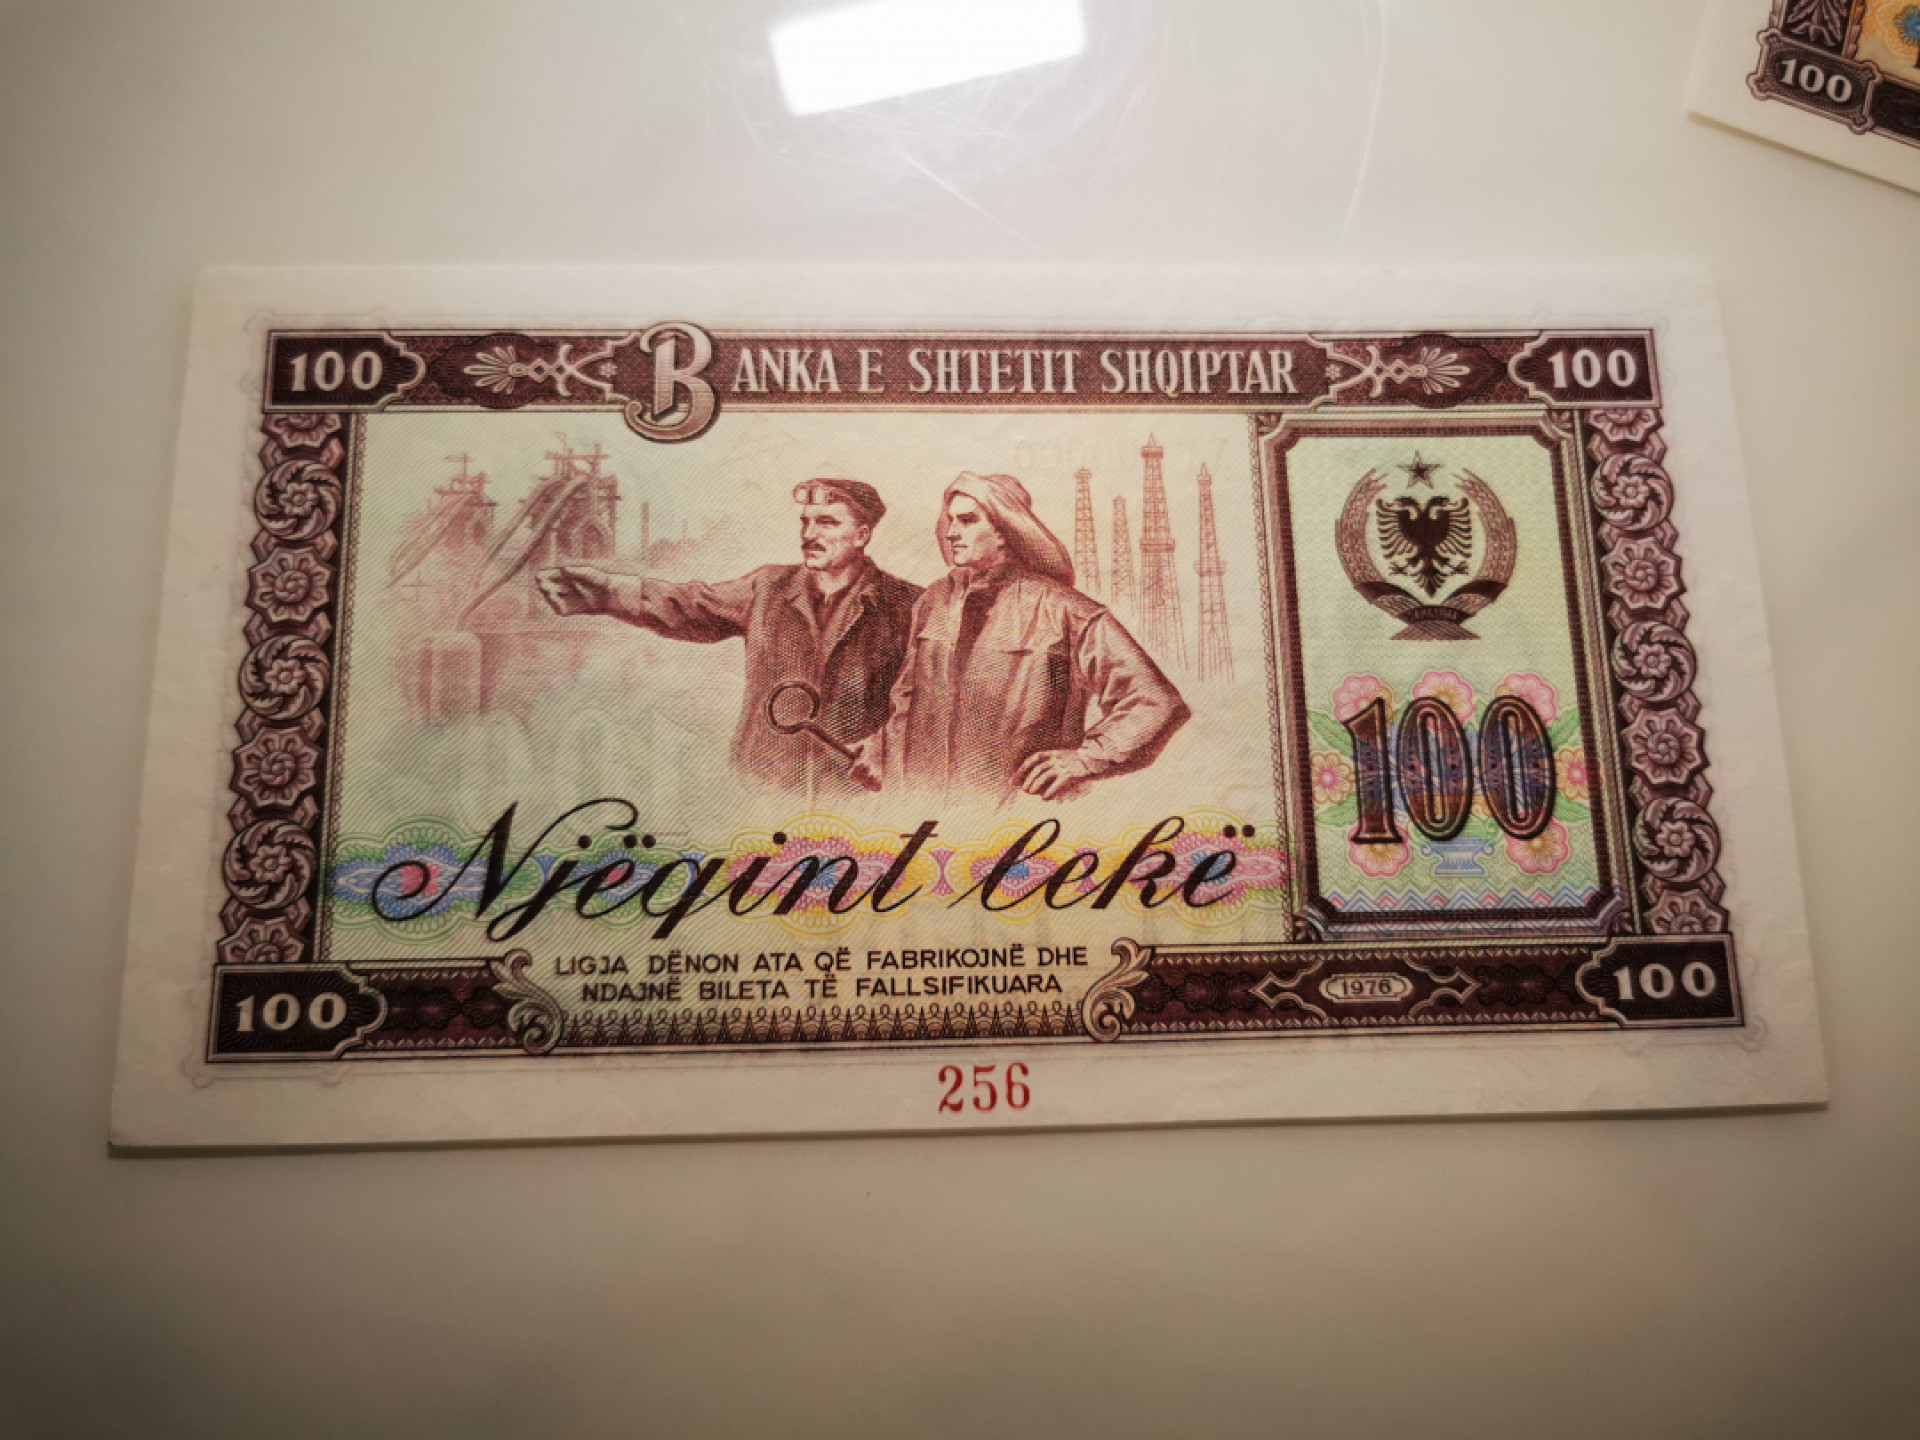 100
100 BANKA E SHTETIT SHQIPTAR 100
100
Njëqint lekë
LIGJA DËNON ATA QË FABRIKOJNË DHE
NDAJNË BILETA TË FALLSIFIKUARA
100 1976 100
256